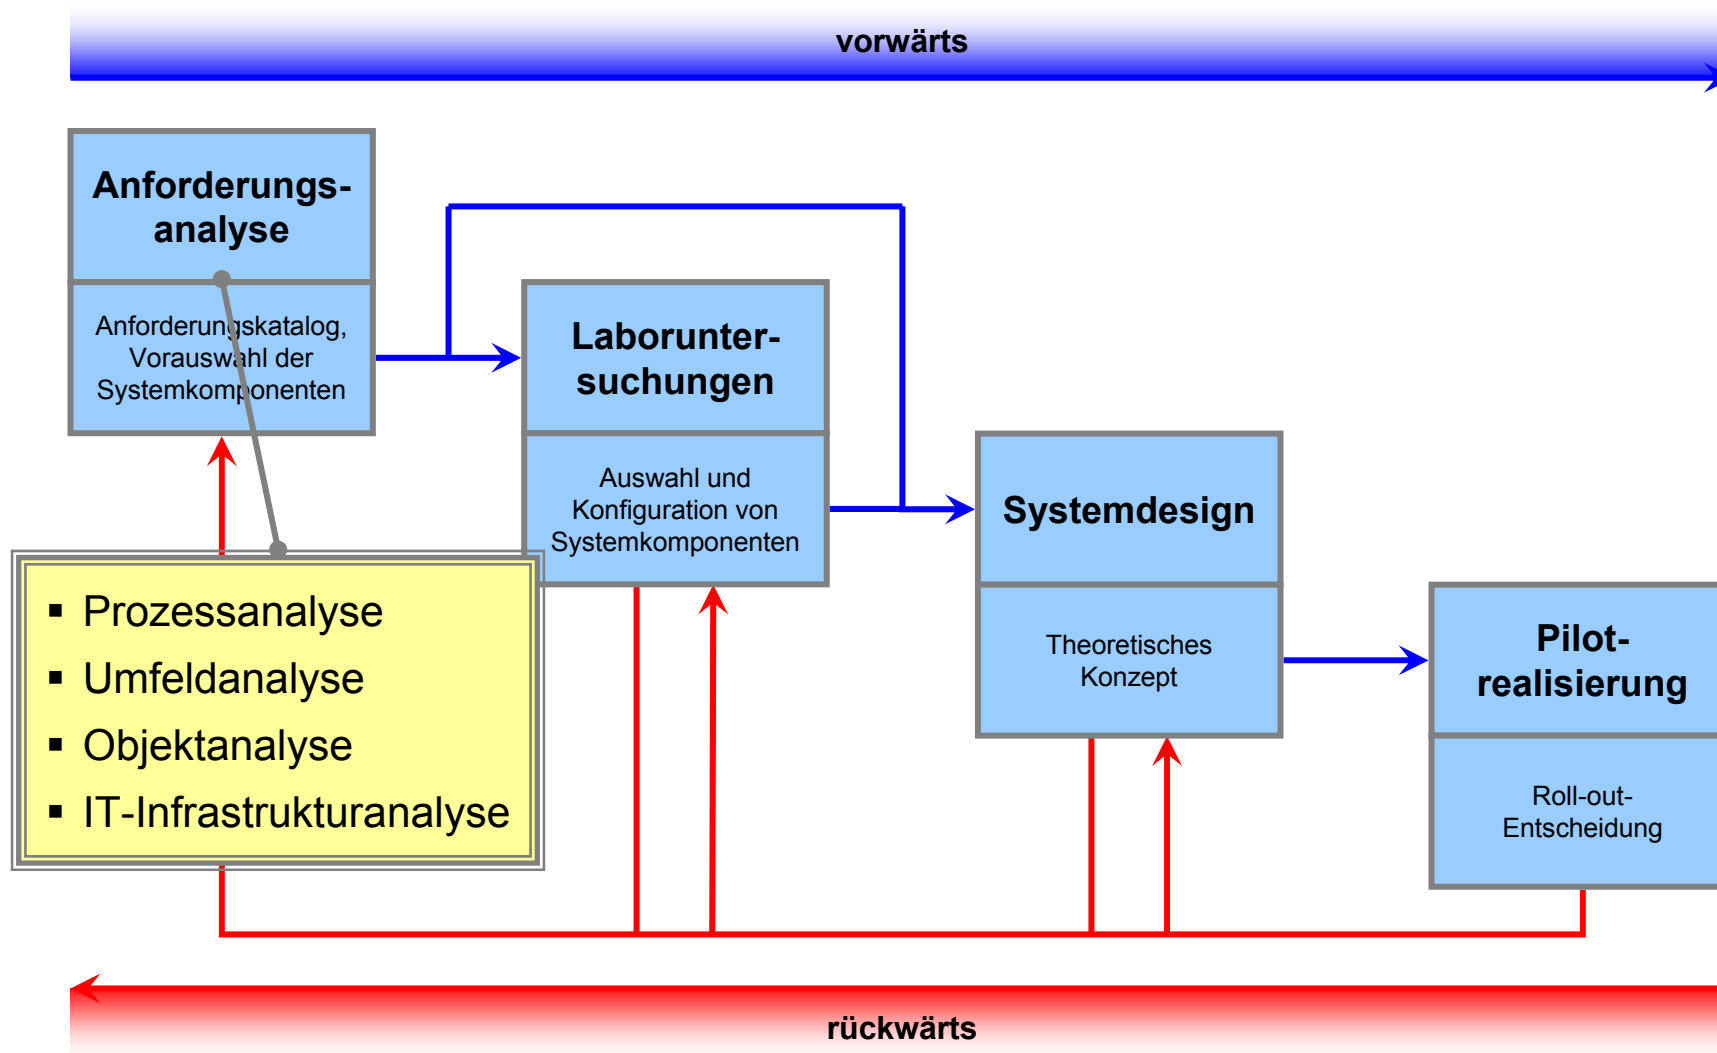 vorwärts
Anforderungs-
analyse
Anforderungskatalog,
Vorauswahl der
Systemkomponenten
Laborunter-
suchungen
Auswahl und
Konfiguration von
Systemkomponenten
Systemdesign
Theoretisches
Konzept
Pilot-
realisierung
Roll-out-
Entscheidung
▪ Prozessanalyse
▪ Umfeldanalyse
▪ Objektanalyse
▪ IT-Infrastrukturanalyse
rückwärts